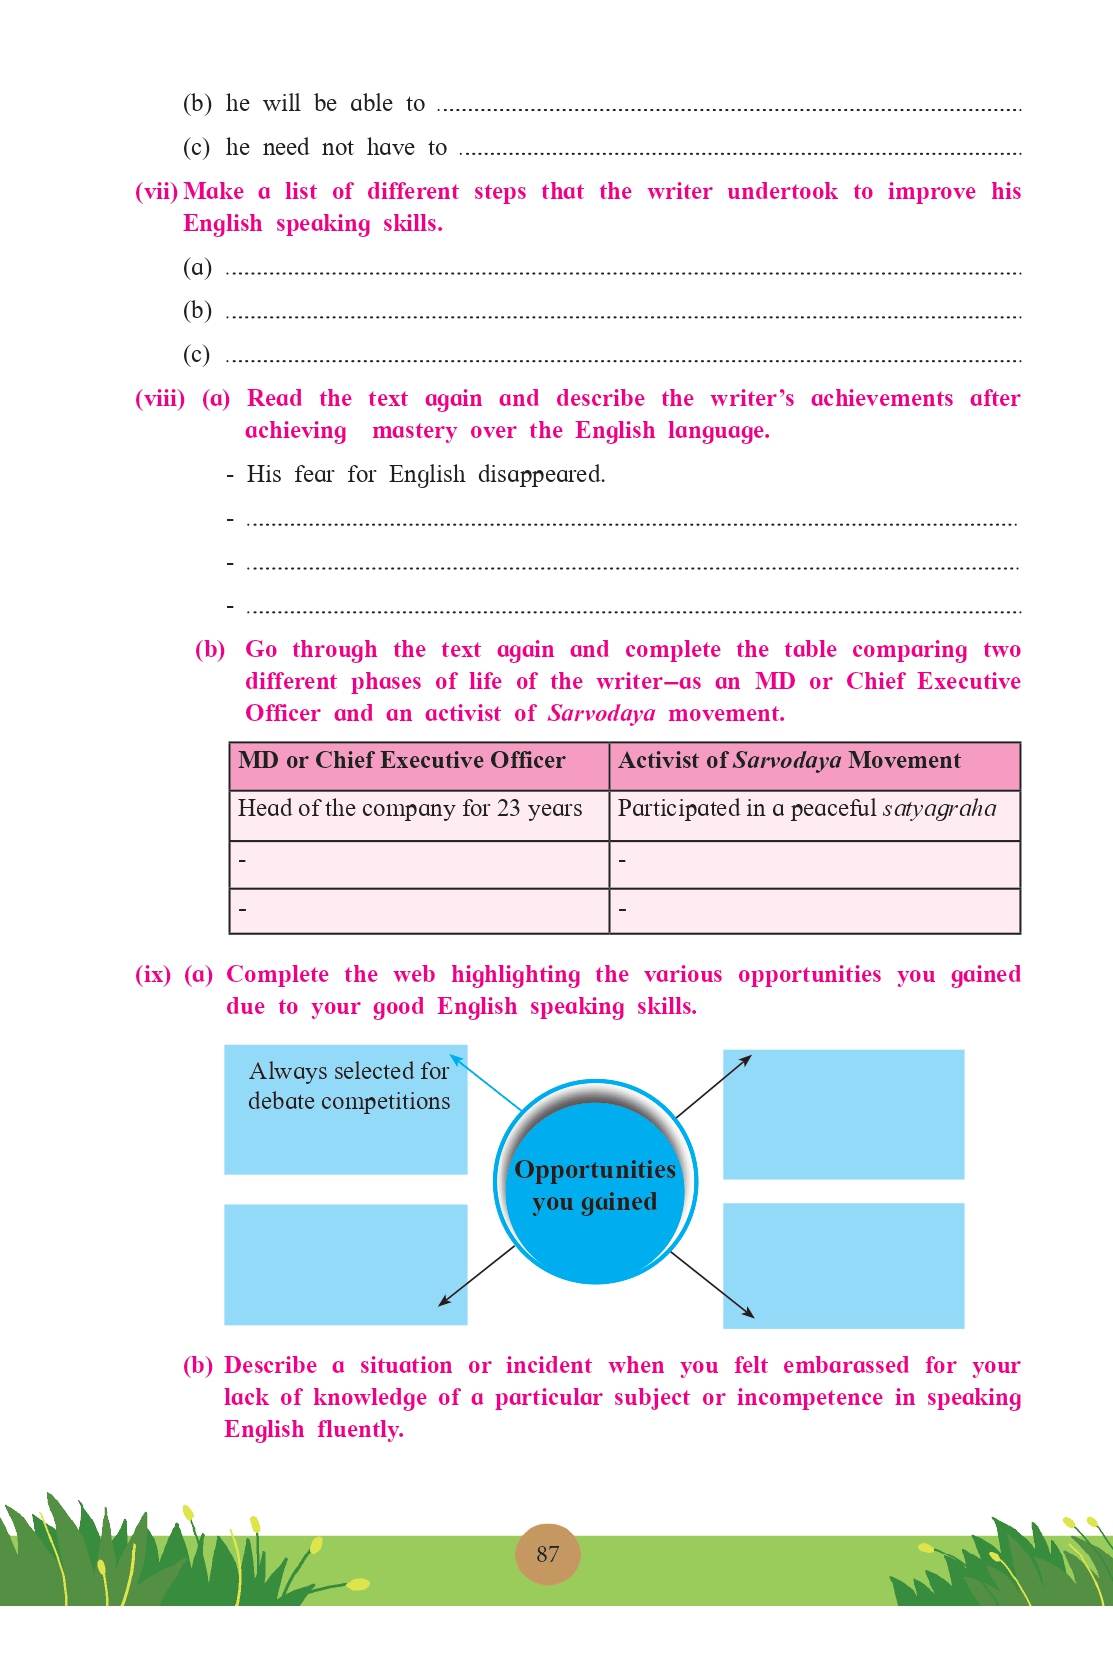 (b) he will be able to ................................................................................................
(c) he need not have to ............................................................................................
(vii) Make a list of different steps that the writer undertook to improve his
English speaking skills.
(a) ...................................................................................................................................
(b) ...................................................................................................................................
(c) ...................................................................................................................................
(viii) (a) Read the text again and describe the writer's achievements after
achieving mastery over the English language.
- His fear for English disappeared.
- ...............................................................................................................................
- ...............................................................................................................................
- ...............................................................................................................................
(b) Go through the text again and complete the table comparing two
different phases of life of the writer–as an MD or Chief Executive
Officer and an activist of Sarvodaya movement.
MD or Chief Executive Officer Activist of Sarvodaya Movement
Head of the company for 23 years Participated in a peaceful satyagraha
- -
- -
(ix) (a) Complete the web highlighting the various opportunities you gained
due to your good English speaking skills.
Always selected for
debate competitions
Opportunities
you gained
(b) Describe a situation or incident when you felt embarassed for your
lack of knowledge of a particular subject or incompetence in speaking
English fluently.
87